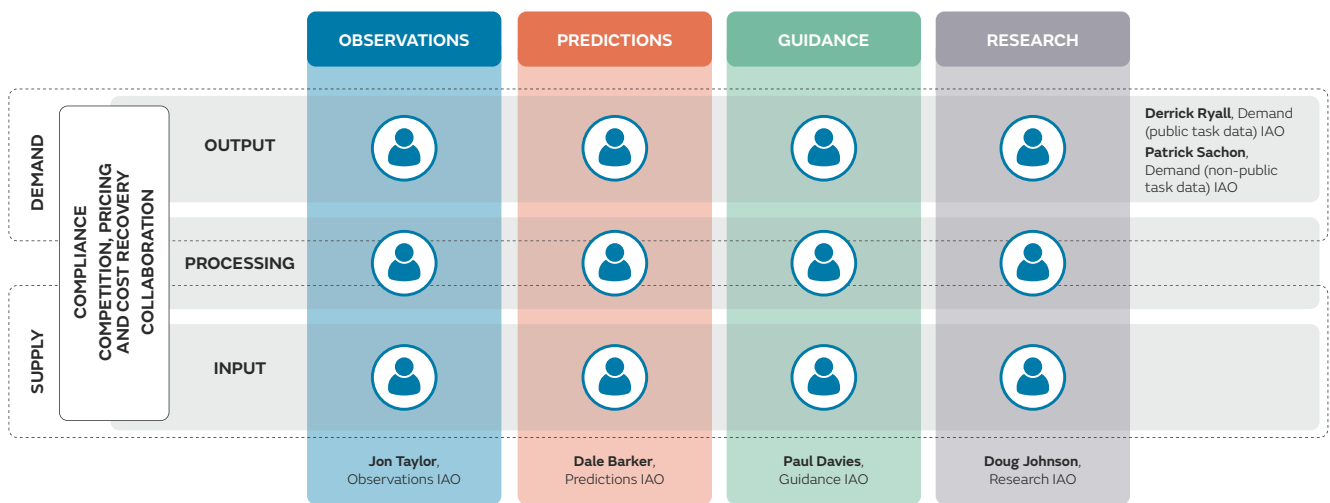 OBSERVATIONS
PREDICTIONS
GUIDANCE
RESEARCH
DEMAND
SUPPLY
COMPLIANCE
COMPETITION, PRICING
AND COST RECOVERY
COLLABORATION
OUTPUT
Derrick Ryall, Demand
(public task data) IAO
Patrick Sachon,
Demand (non-public
task data) IAO
PROCESSING
INPUT
Jon Taylor,
Observations IAO
Dale Barker,
Predictions IAO
Paul Davies,
Guidance IAO
Doug Johnson,
Research IAO